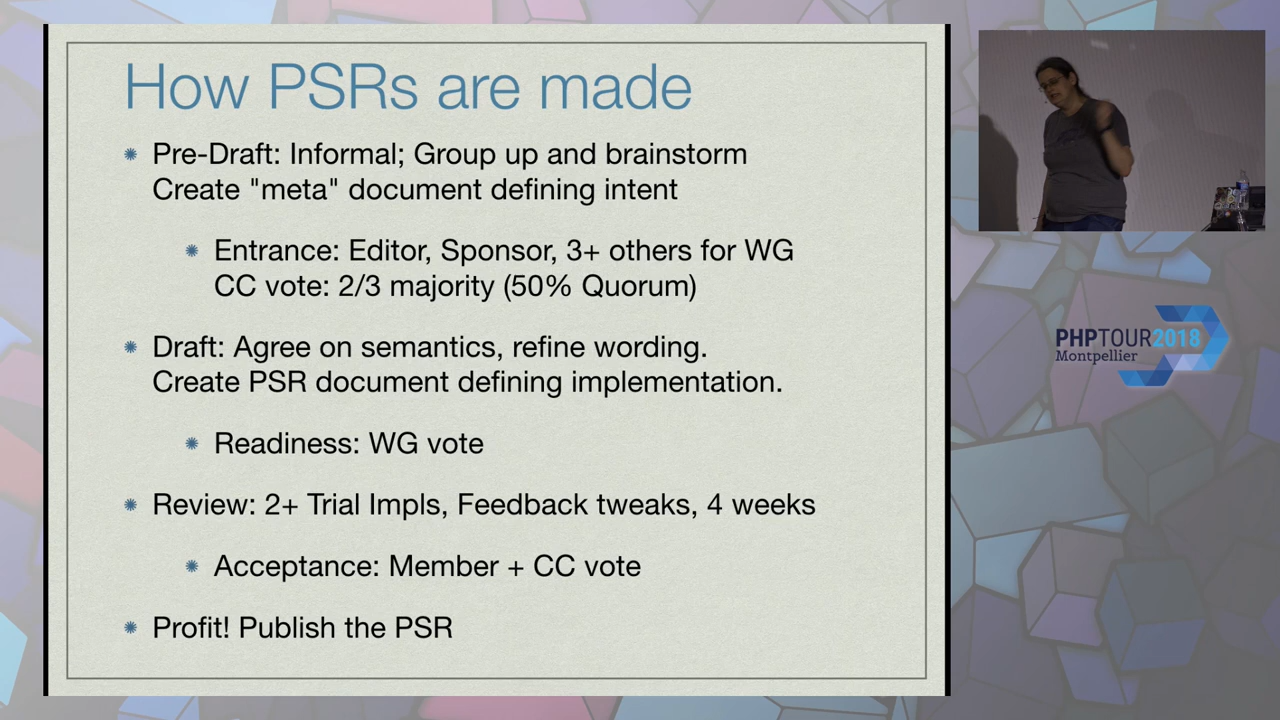 How PSRs are made
Pre-Draft: Informal; Group up and brainstorm
Create "meta" document defining intent
Entrance: Editor, Sponsor, 3+ others for WG
CC vote: 2/3 majority (50% Quorum)
Draft: Agree on semantics, refine wording.
Create PSR document defining implementation.
Readiness: WG vote
Review: 2+ Trial Impls, Feedback tweaks, 4 weeks
Acceptance: Member + CC vote
Profit! Publish the PSR
PHPTOUR2018
Montpellier